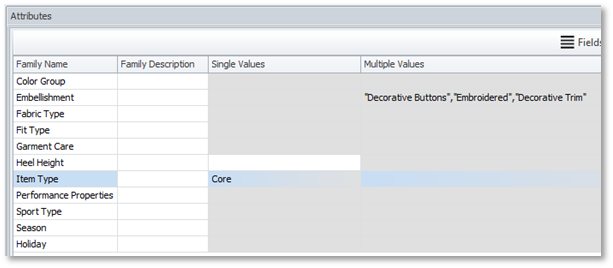 Attributes
Fields
Family Name Family Description Single Values Multiple Values
Color Group
Embellishment "Decorative Buttons","Embroidered","Decorative Trim"
Fabric Type
Fit Type
Garment Care
Heel Height
Item Type Core
Performance Properties
Sport Type
Season
Holiday